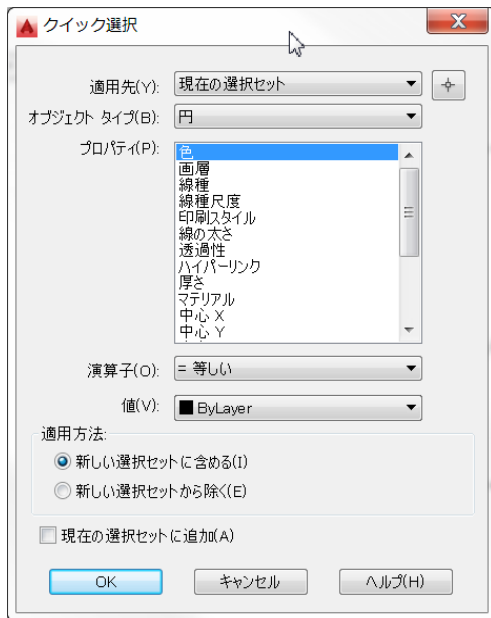 クイック選択
適用先(Y): 現在の選択セット
オブジェクト タイプ(B): 円
プロパティ(P):
色
画層
線種
線種尺度
印刷スタイル
線の太さ
透過性
ハイパーリンク
厚さ
マテリアル
中心 X
中心 Y
演算子(O): = 等しい
値(V): ByLayer
適用方法:
新しい選択セットに含める(I)
新しい選択セットから除く(E)
現在の選択セットに追加(A)
OK キャンセル ヘルプ(H)